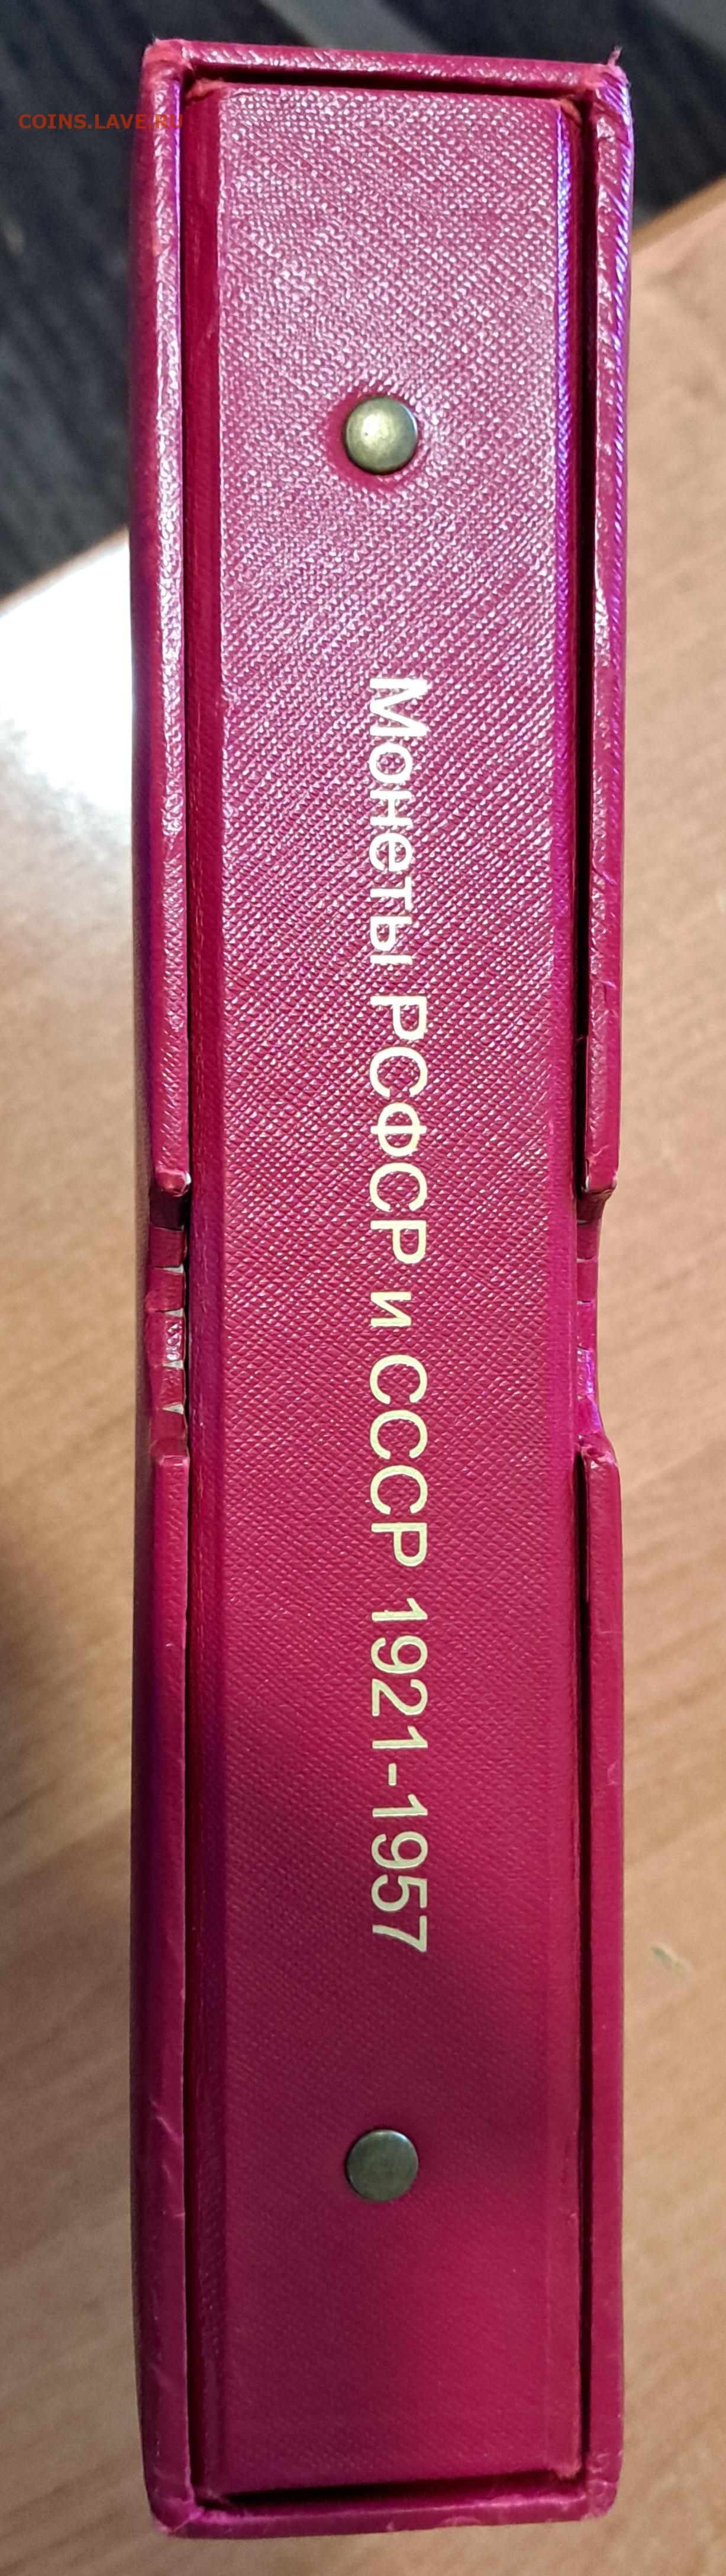 COINS.LAVE.RU
Монеты РСФСР и СССР 1921-1957